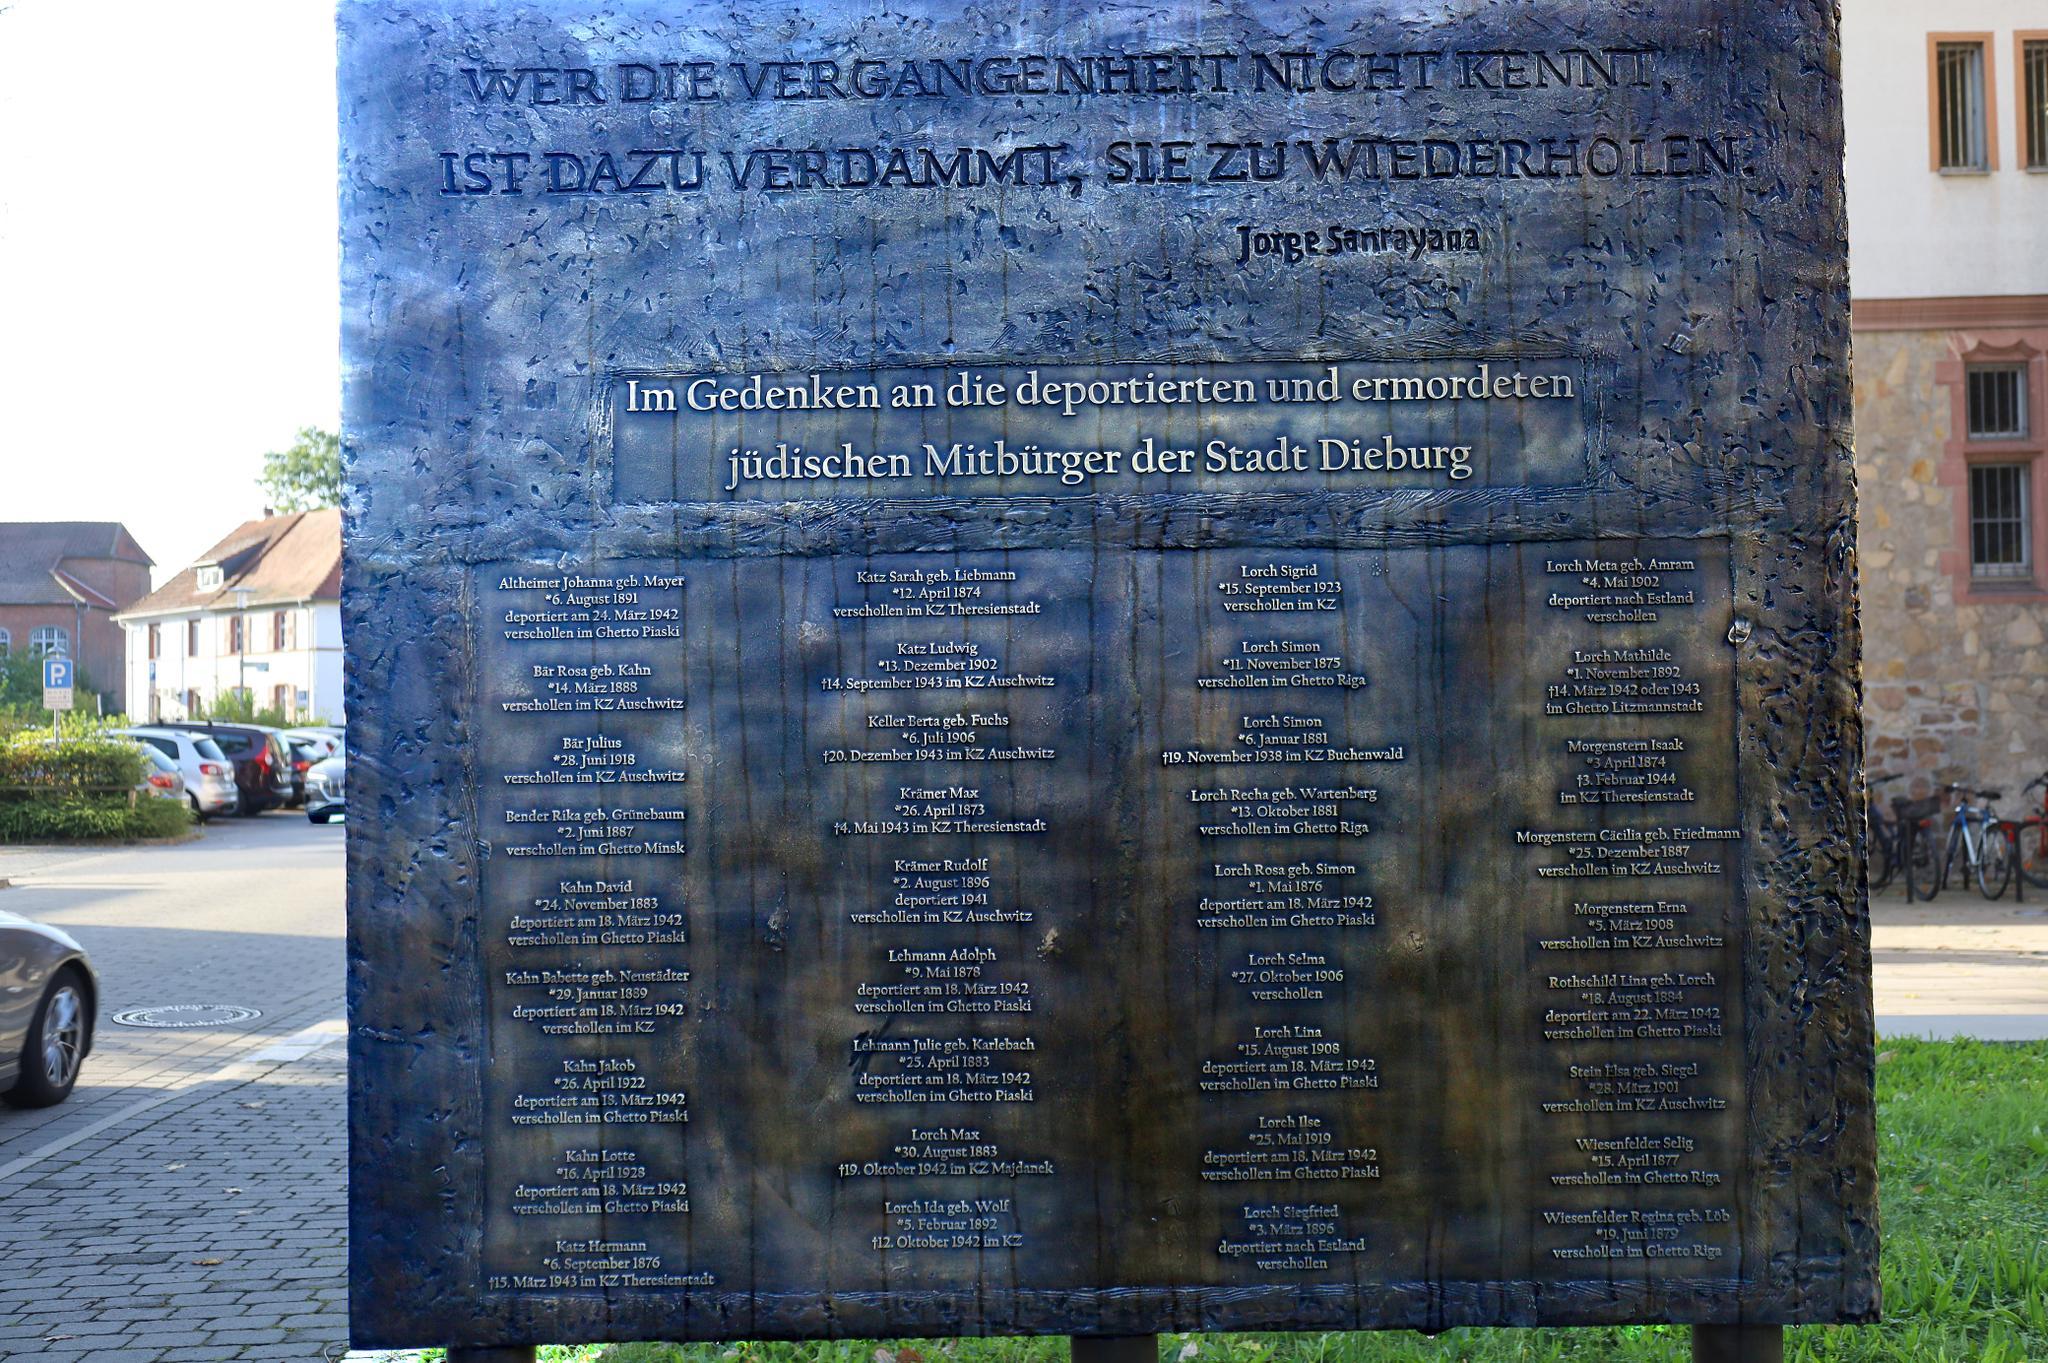 WER DIE VERGANGENHEIT NICHT KENNT,
IST DAZU VERDAMMT, SIE ZU WIEDERHOLEN.
Jorge Sanrayana
Im Gedenken an die deportierten und ermordeten
jüdischen Mitbürger der Stadt Dieburg
Altheimer Johanna geb. Mayer
*6. August 1891
deportiert am 24. März 1942
verschollen im Ghetto Piaski
Bär Rosa geb. Kahn
*14. März 1888
verschollen im KZ Auschwitz
Bär Julius
*28. Juni 1918
verschollen im KZ Auschwitz
Bender Rika geb. Grünebaum
*2. Juni 1887
verschollen im Ghetto Minsk
Kahn David
*24. November 1883
deportiert am 18. März 1942
verschollen im Ghetto Piaski
Kahn Babette geb. Neustädter
*29. Januar 1889
deportiert am 18. März 1942
verschollen im KZ
Kahn Jakob
*26. April 1922
deportiert am 18. März 1942
verschollen im Ghetto Piaski
Kahn Lotte
*16. April 1928
deportiert am 18. März 1942
verschollen im Ghetto Piaski
Katz Hermann
*6. September 1876
†15. März 1943 im KZ Theresienstadt
Katz Sarah geb. Liebmann
*12. April 1874
verschollen im KZ Theresienstadt
Katz Ludwig
*13. Dezember 1902
†14. September 1943 im KZ Auschwitz
Keller Berta geb. Fuchs
*6. Juli 1906
†20. Dezember 1943 im KZ Auschwitz
Krämer Max
*26. April 1873
†4. Mai 1943 im KZ Theresienstadt
Krämer Rudolf
*2. August 1896
deportiert 1941
verschollen im KZ Auschwitz
Lehmann Adolph
*9. Mai 1878
deportiert am 18. März 1942
verschollen im Ghetto Piaski
Lehmann Julie geb. Karlebach
*25. April 1883
deportiert am 18. März 1942
verschollen im Ghetto Piaski
Lorch Max
*30. August 1883
†19. Oktober 1942 im KZ Majdanek
Lorch Ida geb. Wolf
*5. Februar 1892
†12. Oktober 1942 im KZ
Lorch Sigrid
*15. September 1923
verschollen im KZ
Lorch Simon
*11. November 1875
verschollen im Ghetto Riga
Lorch Simon
*6. Januar 1881
†19. November 1938 im KZ Buchenwald
Lorch Recha geb. Wartenberg
*13. Oktober 1881
verschollen im Ghetto Riga
Lorch Rosa geb. Simon
*1. Mai 1876
deportiert am 18. März 1942
verschollen im Ghetto Piaski
Lorch Selma
*27. Oktober 1906
verschollen
Lorch Lina
*15. August 1908
deportiert am 18. März 1942
verschollen im Ghetto Piaski
Lorch Ilse
*25. Mai 1919
deportiert am 18. März 1942
verschollen im Ghetto Piaski
Lorch Siegfried
*3. März 1896
deportiert nach Estland
verschollen
Lorch Meta geb. Amram
*4. Mai 1902
deportiert nach Estland
verschollen
Lorch Mathilde
*1. November 1892
†14. März 1942 oder 1943
im Ghetto Litzmannstadt
Morgenstern Isaak
*3 April 1874
†3. Februar 1944
im KZ Theresienstadt
Morgenstern Cäcilia geb. Friedmann
*25. Dezember 1887
verschollen im KZ Auschwitz
Morgenstern Erna
*5. März 1908
verschollen im KZ Auschwitz
Rothschild Lina geb. Lorch
*18. August 1884
deportiert am 22. März 1942
verschollen im Ghetto Piaski
Stein Elsa geb. Siegel
*28. März 1901
verschollen im KZ Auschwitz
Wiesenfelder Selig
*15. April 1877
verschollen im Ghetto Riga
Wiesenfelder Regina geb. Löb
*19. Juni 1879
verschollen im Ghetto Riga
P